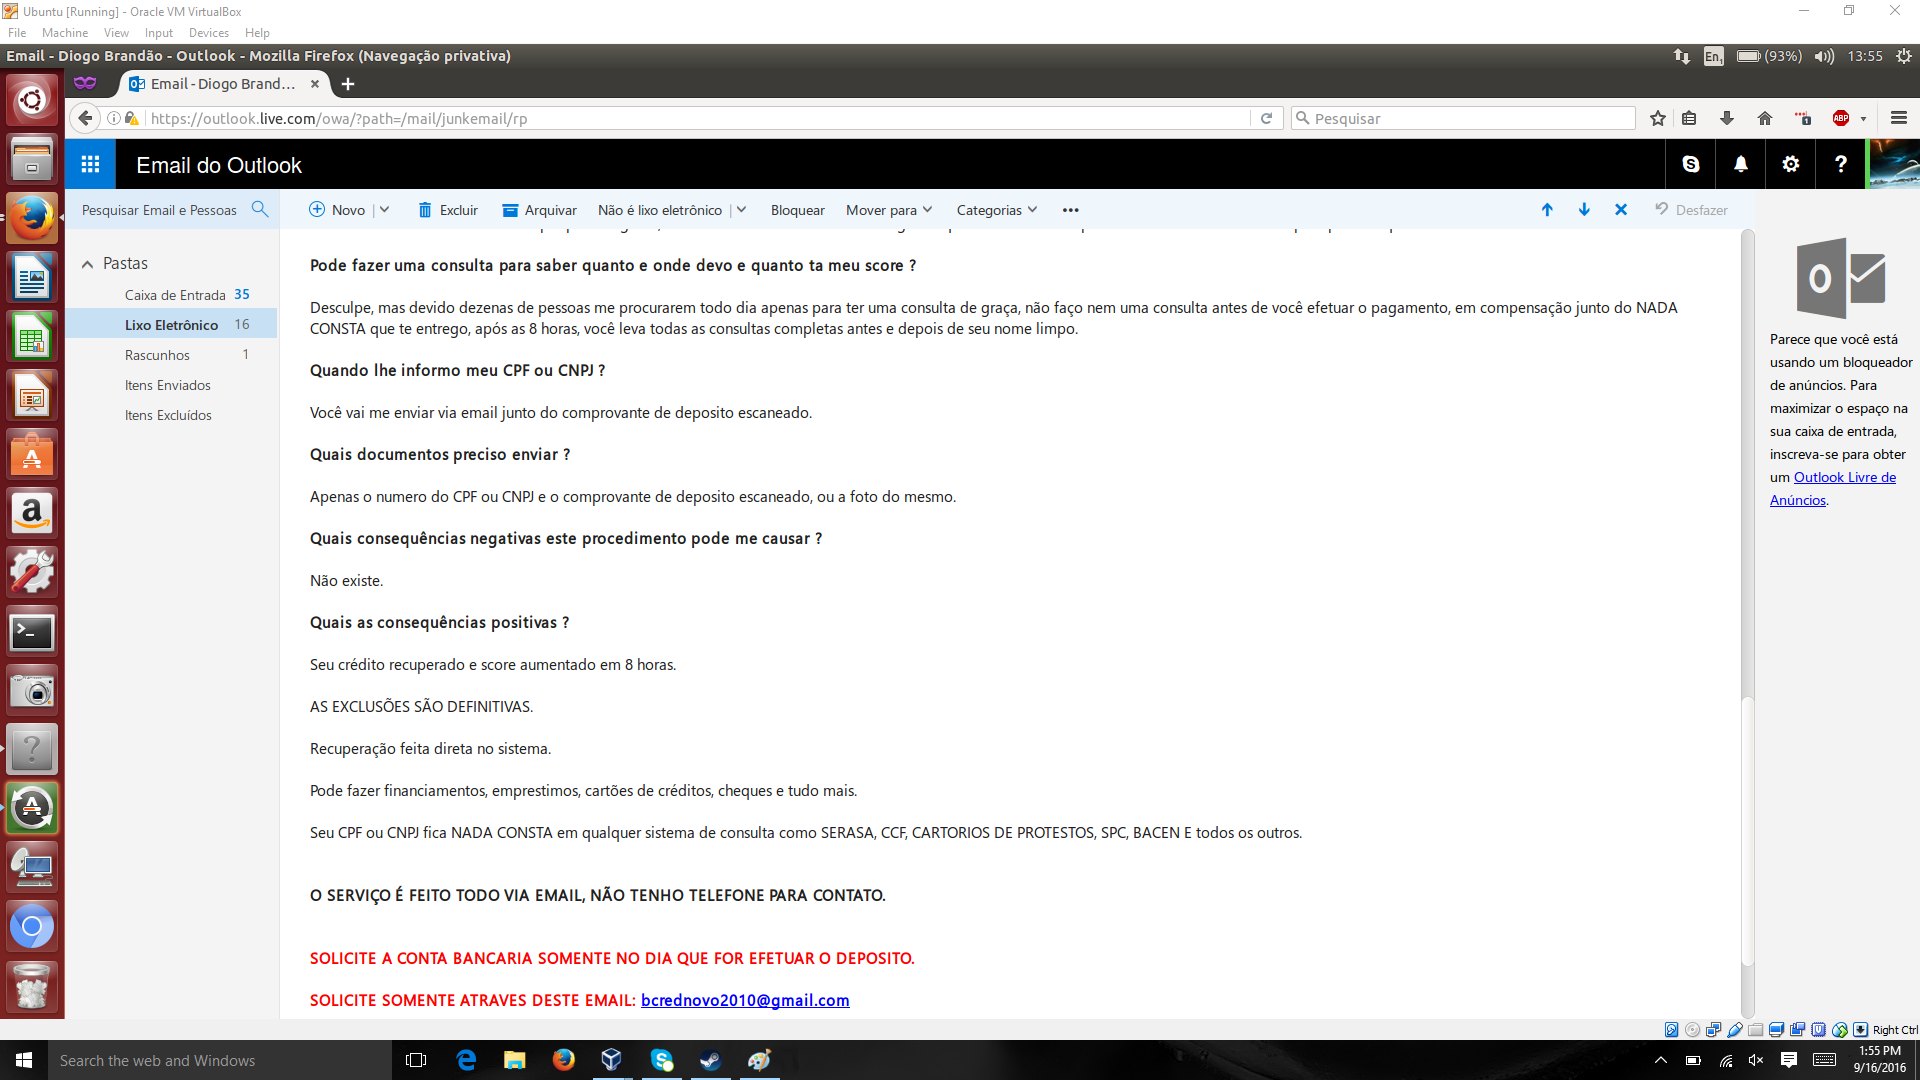 Ubuntu [Running] - Oracle VM VirtualBox
File Machine View Input Devices Help
Email - Diogo Brandão - Outlook - Mozilla Firefox (Navegação privativa)
En1
(93%)
13:55
Email - Diogo Brand...
https://outlook.live.com/owa/?path=/mail/junkemail/rp
Pesquisar
ABP
Email do Outlook
Pesquisar Email e Pessoas
Novo
Excluir
Arquivar
Não é lixo eletrônico
Bloquear
Mover para
Categorias
Desfazer
Pastas
Caixa de Entrada 35
Lixo Eletrônico 16
Rascunhos 1
Itens Enviados
Itens Excluídos
Pode fazer uma consulta para saber quanto e onde devo e quanto ta meu score ?
Desculpe, mas devido dezenas de pessoas me procurarem todo dia apenas para ter uma consulta de graça, não faço nem uma consulta antes de você efetuar o pagamento, em compensação junto do NADA
CONSTA que te entrego, após as 8 horas, você leva todas as consultas completas antes e depois de seu nome limpo.
Quando lhe informo meu CPF ou CNPJ ?
Você vai me enviar via email junto do comprovante de deposito escaneado.
Quais documentos preciso enviar ?
Apenas o numero do CPF ou CNPJ e o comprovante de deposito escaneado, ou a foto do mesmo.
Quais consequências negativas este procedimento pode me causar ?
Não existe.
Quais as consequências positivas ?
Seu crédito recuperado e score aumentado em 8 horas.
AS EXCLUSÕES SÃO DEFINITIVAS.
Recuperação feita direta no sistema.
Pode fazer financiamentos, emprestimos, cartões de créditos, cheques e tudo mais.
Seu CPF ou CNPJ fica NADA CONSTA em qualquer sistema de consulta como SERASA, CCF, CARTORIOS DE PROTESTOS, SPC, BACEN E todos os outros.
O SERVIÇO É FEITO TODO VIA EMAIL, NÃO TENHO TELEFONE PARA CONTATO.
SOLICITE A CONTA BANCARIA SOMENTE NO DIA QUE FOR EFETUAR O DEPOSITO.
SOLICITE SOMENTE ATRAVES DESTE EMAIL: bcrednovo2010@gmail.com
Parece que você está
usando um bloqueador
de anúncios. Para
maximizar o espaço na
sua caixa de entrada,
inscreva-se para obter
um Outlook Livre de
Anúncios.
Right Ctrl
Search the web and Windows
1:55 PM
9/16/2016